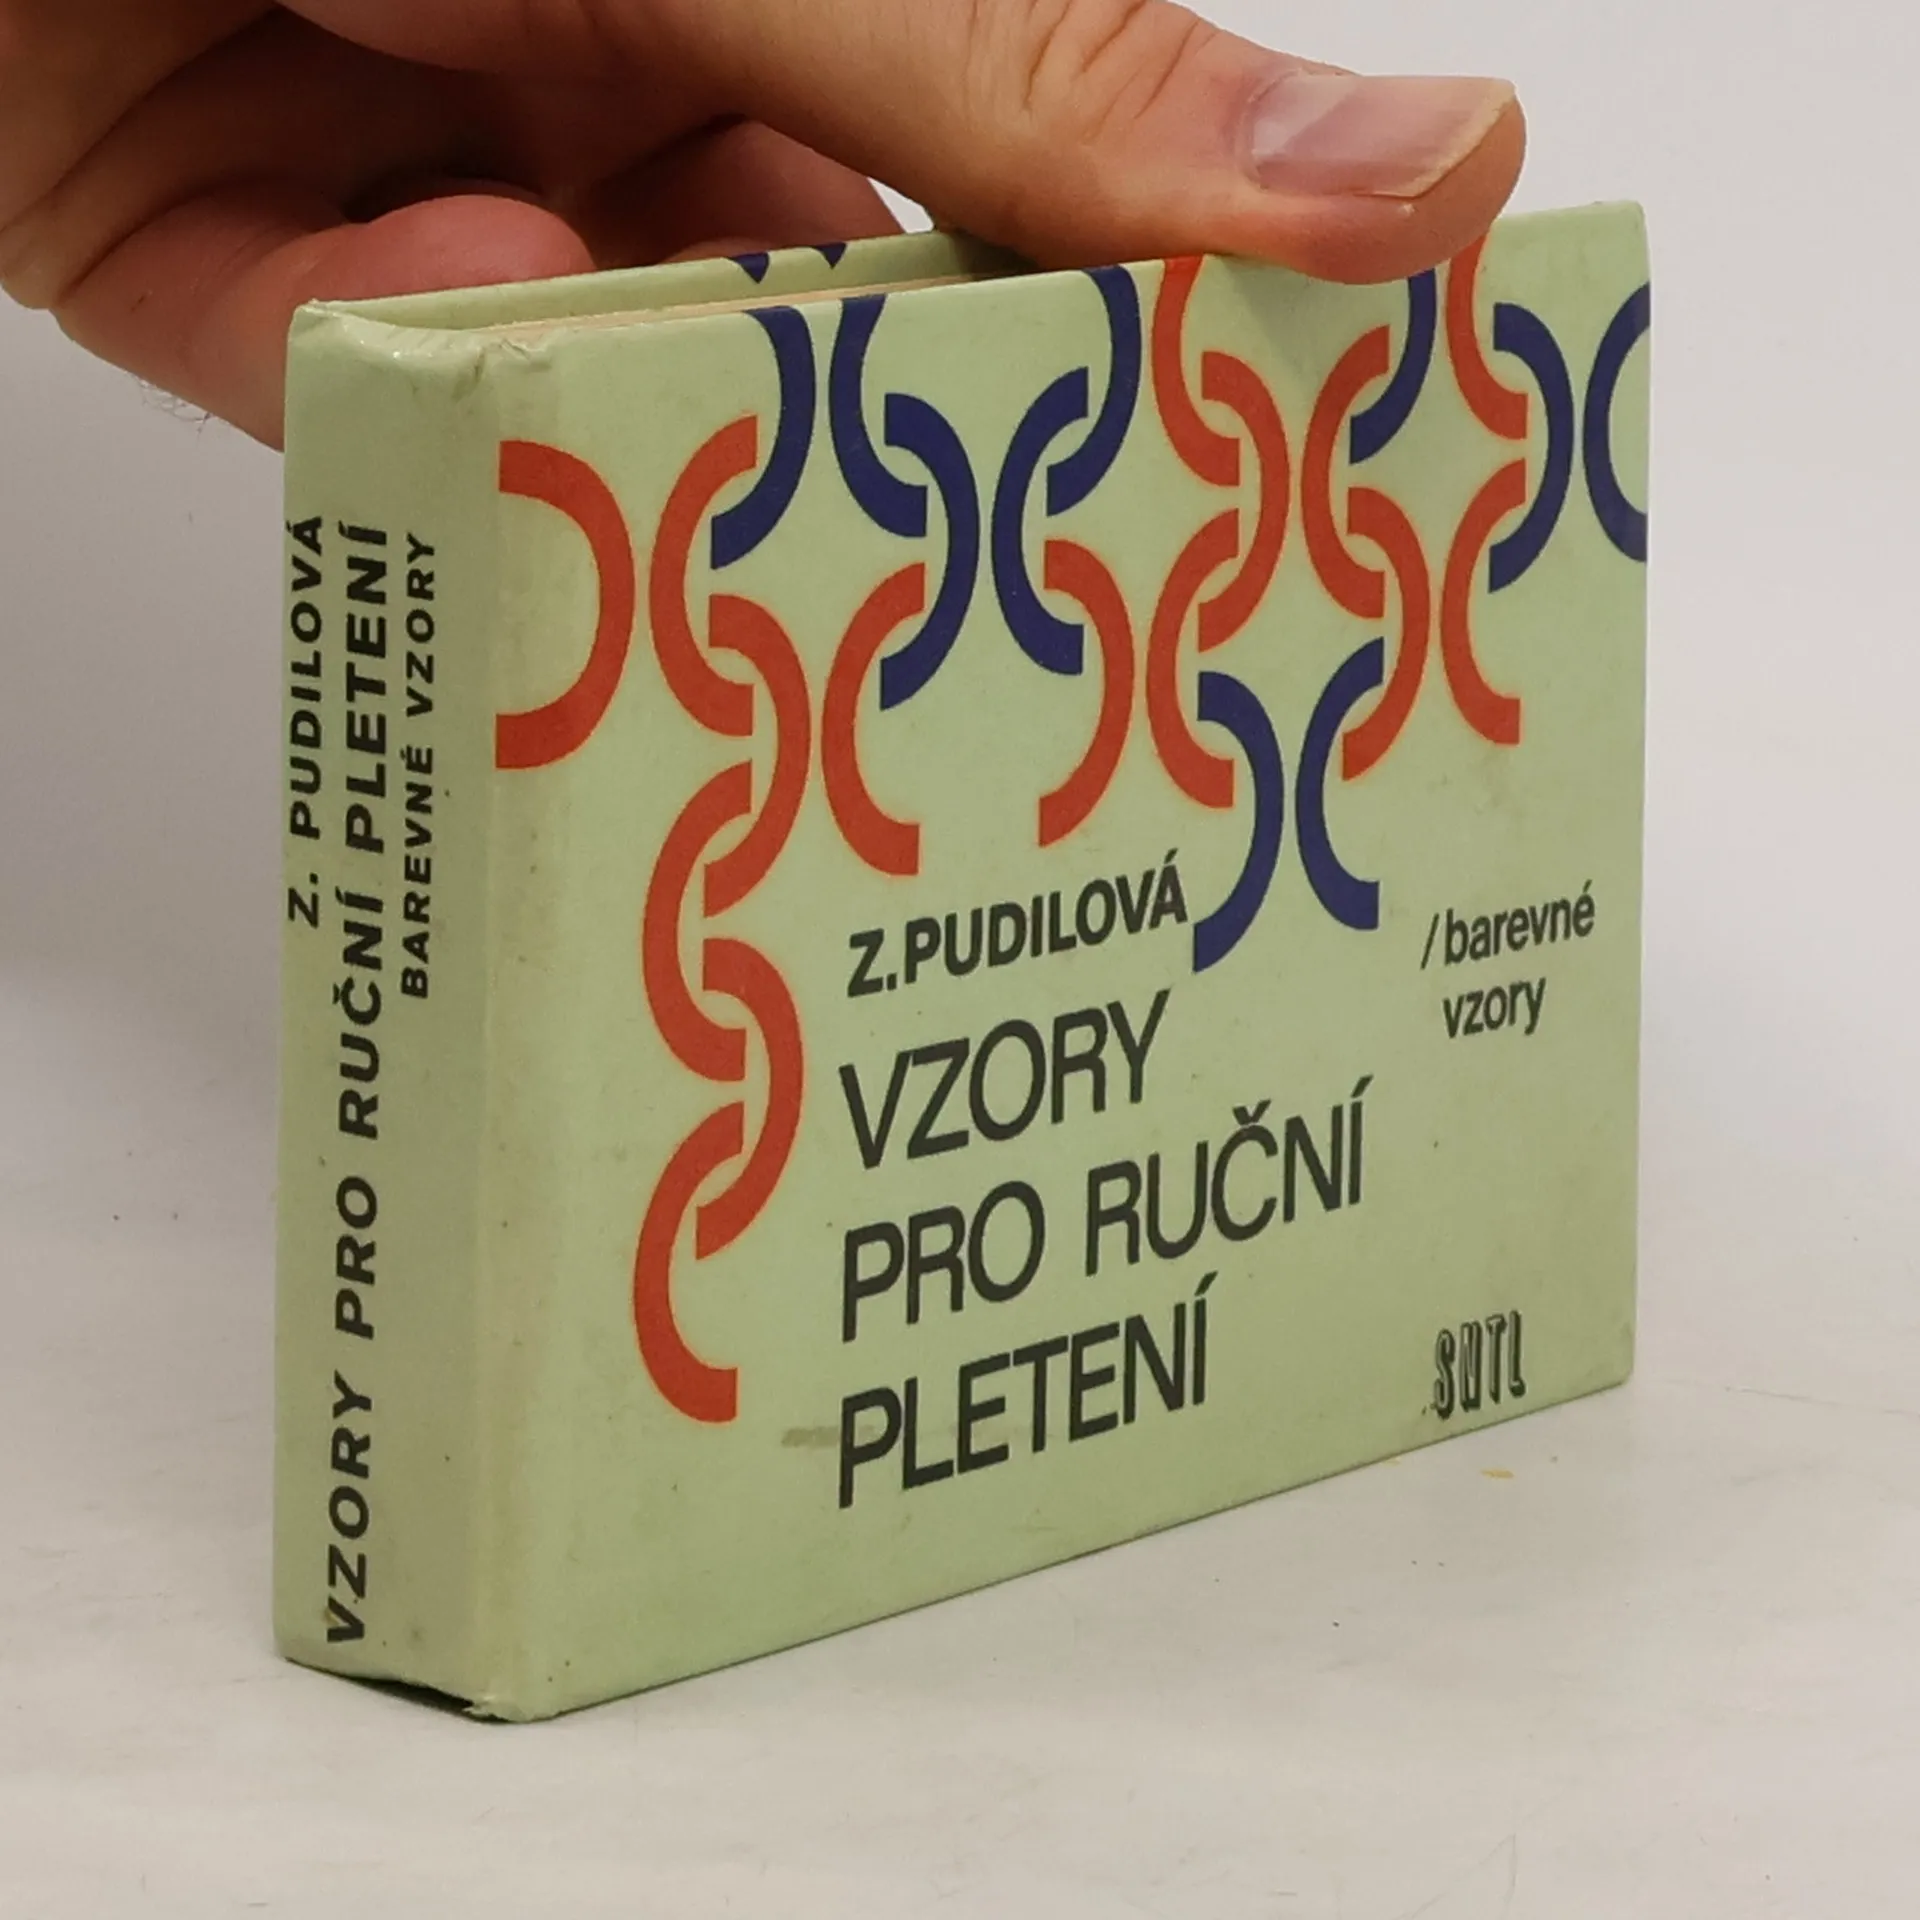 Z. PUDILOVÁ
VZORY PRO RUČNÍ PLETENÍ
BAREVNÉ VZORY
Z.PUDILOVÁ
VZORY
PRO RUČNÍ
PLETENÍ
/barevné
vzory
SNTL